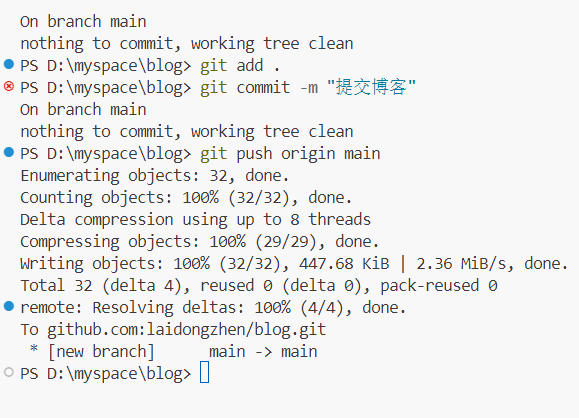 On branch main
nothing to commit, working tree clean
PS D:\myspace\blog> git add .
PS D:\myspace\blog> git commit -m "提交博客"
On branch main
nothing to commit, working tree clean
PS D:\myspace\blog> git push origin main
Enumerating objects: 32, done.
Counting objects: 100% (32/32), done.
Delta compression using up to 8 threads
Compressing objects: 100% (29/29), done.
Writing objects: 100% (32/32), 447.68 KiB | 2.36 MiB/s, done.
Total 32 (delta 4), reused 0 (delta 0), pack-reused 0
remote: Resolving deltas: 100% (4/4), done.
To github.com:laidongzhen/blog.git
 * [new branch]      main -> main
PS D:\myspace\blog>